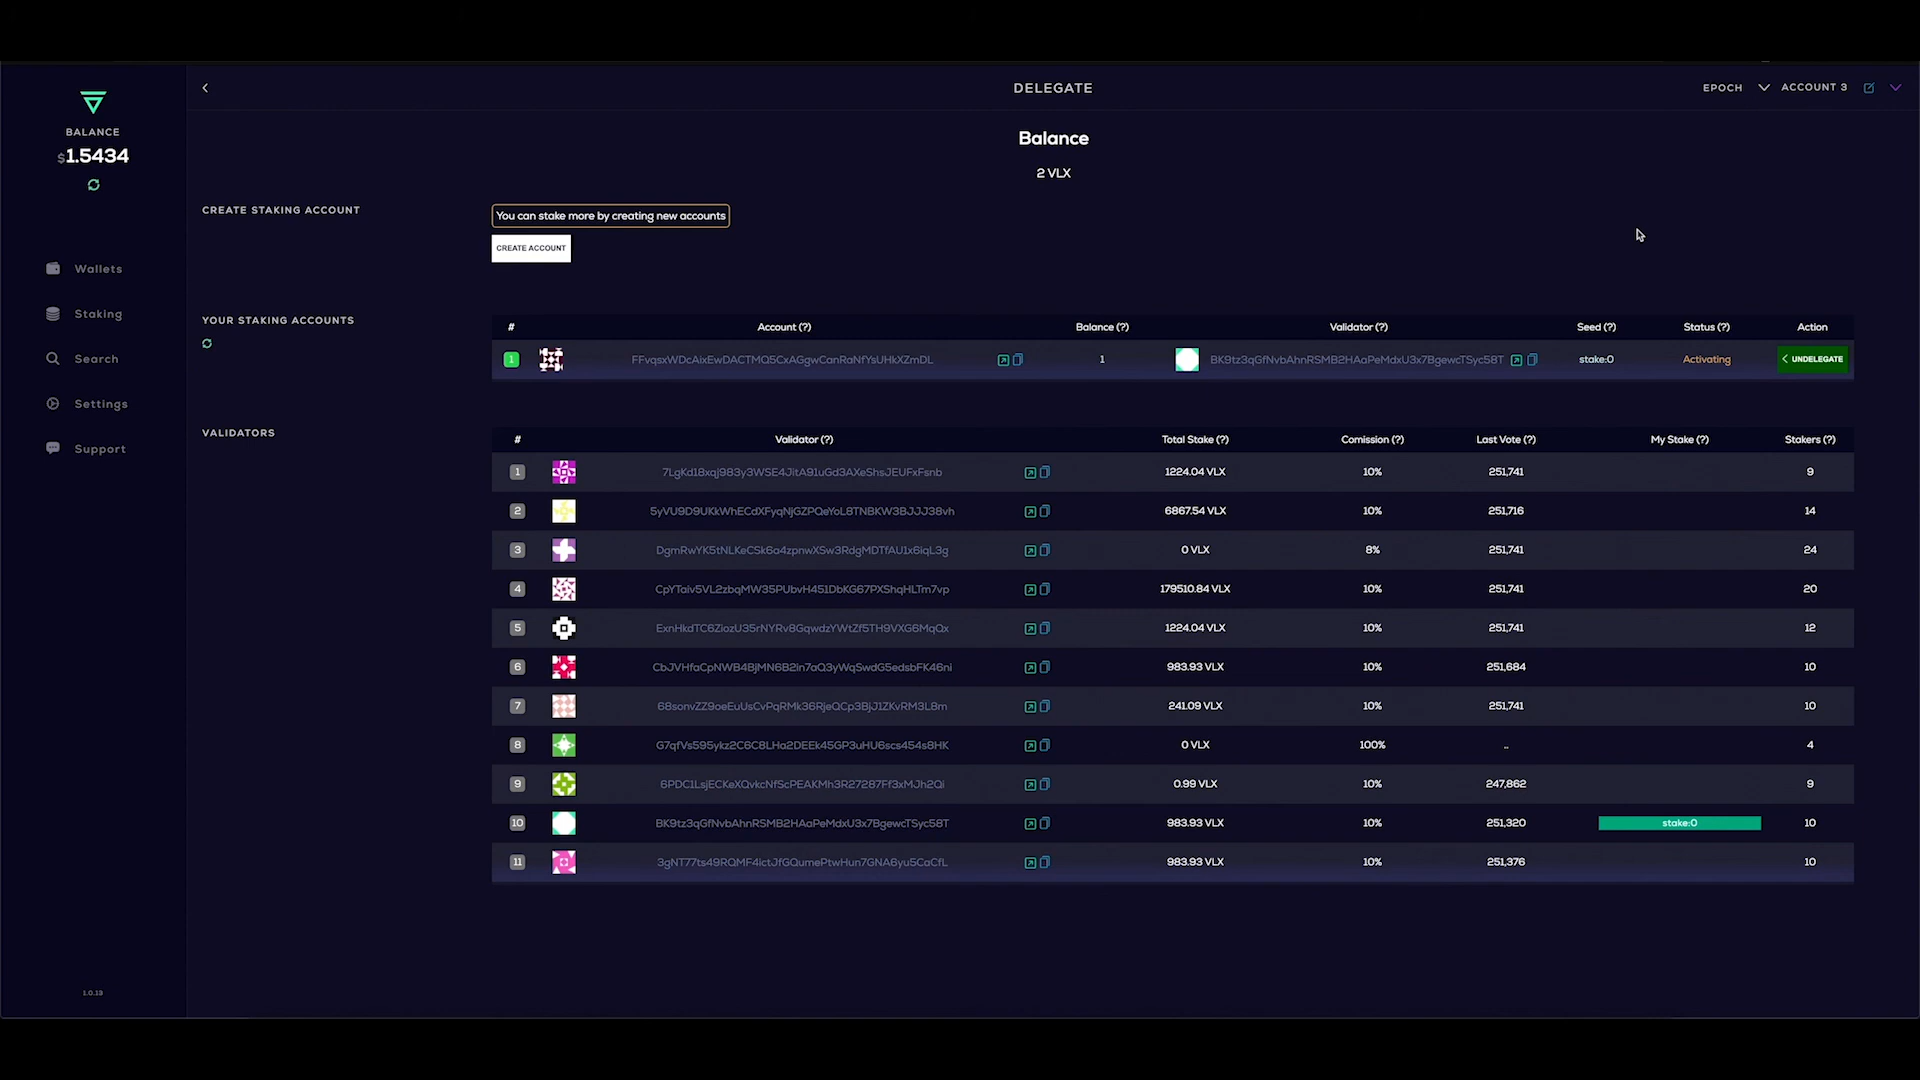 DELEGATE
EPOCH ACCOUNT 3
BALANCE
$1.5434
Wallets
Staking
Search
Settings
Support
1.0.13
Balance
2 VLX
CREATE STAKING ACCOUNT
You can stake more by creating new accounts
CREATE ACCOUNT
YOUR STAKING ACCOUNTS
# Account (?) Balance (?) Validator (?) Seed (?) Status (?) Action
1 FFvqsxWDcAixEwDACTMQ5CxAGgwCanRaNfYsUHkXZmDL 1 BK9tz3qGfNvbAhnRSMB2HAaPeMdxU3x7BgewcTSyc58T stake:0 Activating UNDELEGATE
VALIDATORS
# Validator (?) Total Stake (?) Comission (?) Last Vote (?) My Stake (?) Stakers (?)
1 7LgKd18xqj983y3WSE4JitA91uGd3AXeShsJEUFxFsnb 1224.04 VLX 10% 251,741 9
2 5yVU9D9UKkWhECdXFyqNjGZPQeYoL8TNBKW3BJJJ38vh 6867.54 VLX 10% 251,716 14
3 DgmRwYK5tNLKeCSk6a4zpnwXSw3RdgMDTfAU1x6iqL3g 0 VLX 8% 251,741 24
4 CpYTaiv5VL2zbqMW35PUbvH451DbKG67PXShqHLTm7vp 179510.84 VLX 10% 251,741 20
5 ExnHkdTC6ZiozU35rNYRv8GqwdzYWtZf5TH9VXG6MqQx 1224.04 VLX 10% 251,741 12
6 CbJVHfaCpNWB4BjMN6B2in7aQ3yWqSwdG5edsbFK46ni 983.93 VLX 10% 251,684 10
7 68sonvZZ9oeEuUsCvPqRMk36RjeQCp3BjJ1ZKvRM3L8m 241.09 VLX 10% 251,741 10
8 G7qfVs595ykz2C6C8LHa2DEEk45GP3uHU6scs454s8HK 0 VLX 100% .. 4
9 6PDC1LsjECKeXQvkcNfScPEAKMh3R27287Ff3xMJh2Qi 0.99 VLX 10% 247,862 9
10 BK9tz3qGfNvbAhnRSMB2HAaPeMdxU3x7BgewcTSyc58T 983.93 VLX 10% 251,320 stake:0 10
11 3gNT77ts49RQMF4ictJfGQumePtwHun7GNA6yu5CaCfL 983.93 VLX 10% 251,376 10